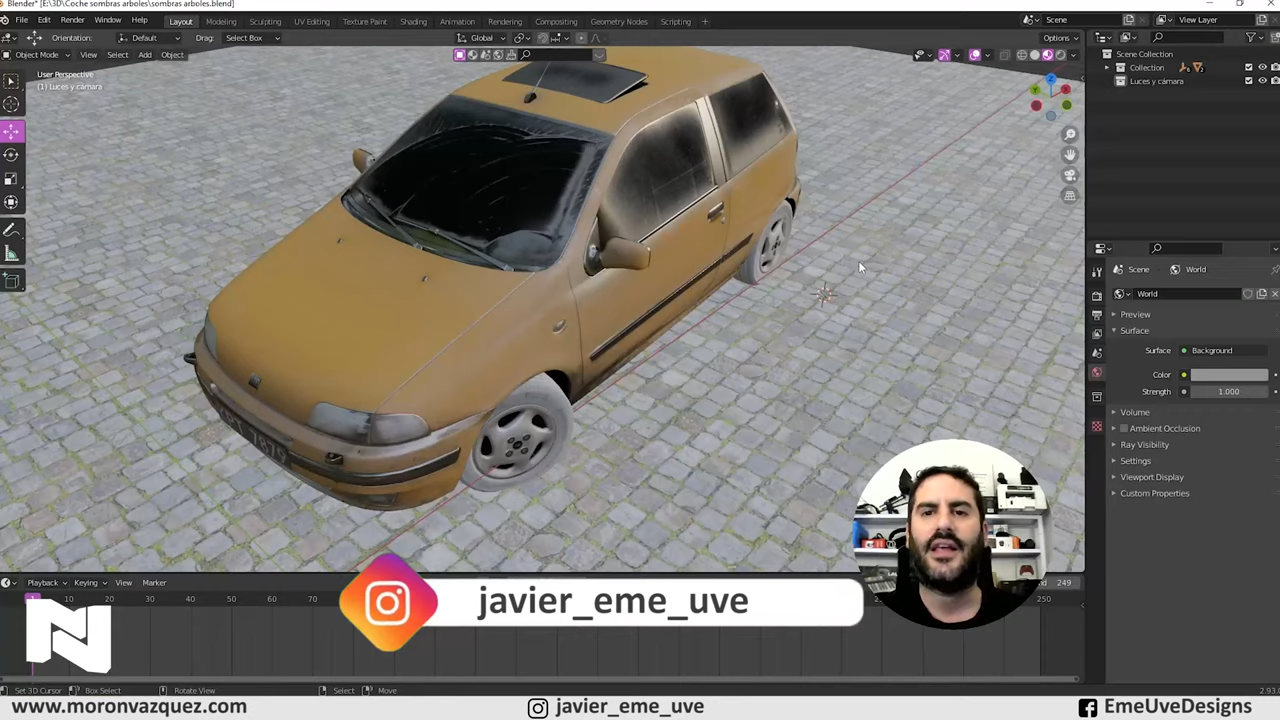 Blender* [E:\3D\Coche sombras arboles\sombras arboles.blend]
File Edit Render Window Help Layout Modeling Sculpting UV Editing Texture Paint Shading Animation Rendering Compositing Geometry Nodes Scripting + Scene View Layer
Orientation: Default Drag: Select Box Global Options
Object Mode View Select Add Object
User Perspective
(1) Luces y cámara
Scene Collection
Collection
Luces y cámara
Scene World
World
Preview
Surface
Surface Background
Color
Strength 1.000
Volume
Ambient Occlusion
Ray Visibility
Settings
Viewport Display
Custom Properties
Playback Keying View Marker
249
1 10 20 30 40 50 60 70 250
javier_eme_uve
Set 3D Cursor Box Select Rotate View Select Move 2.93.0
www.moronvazquez.com javier_eme_uve EmeUveDesigns